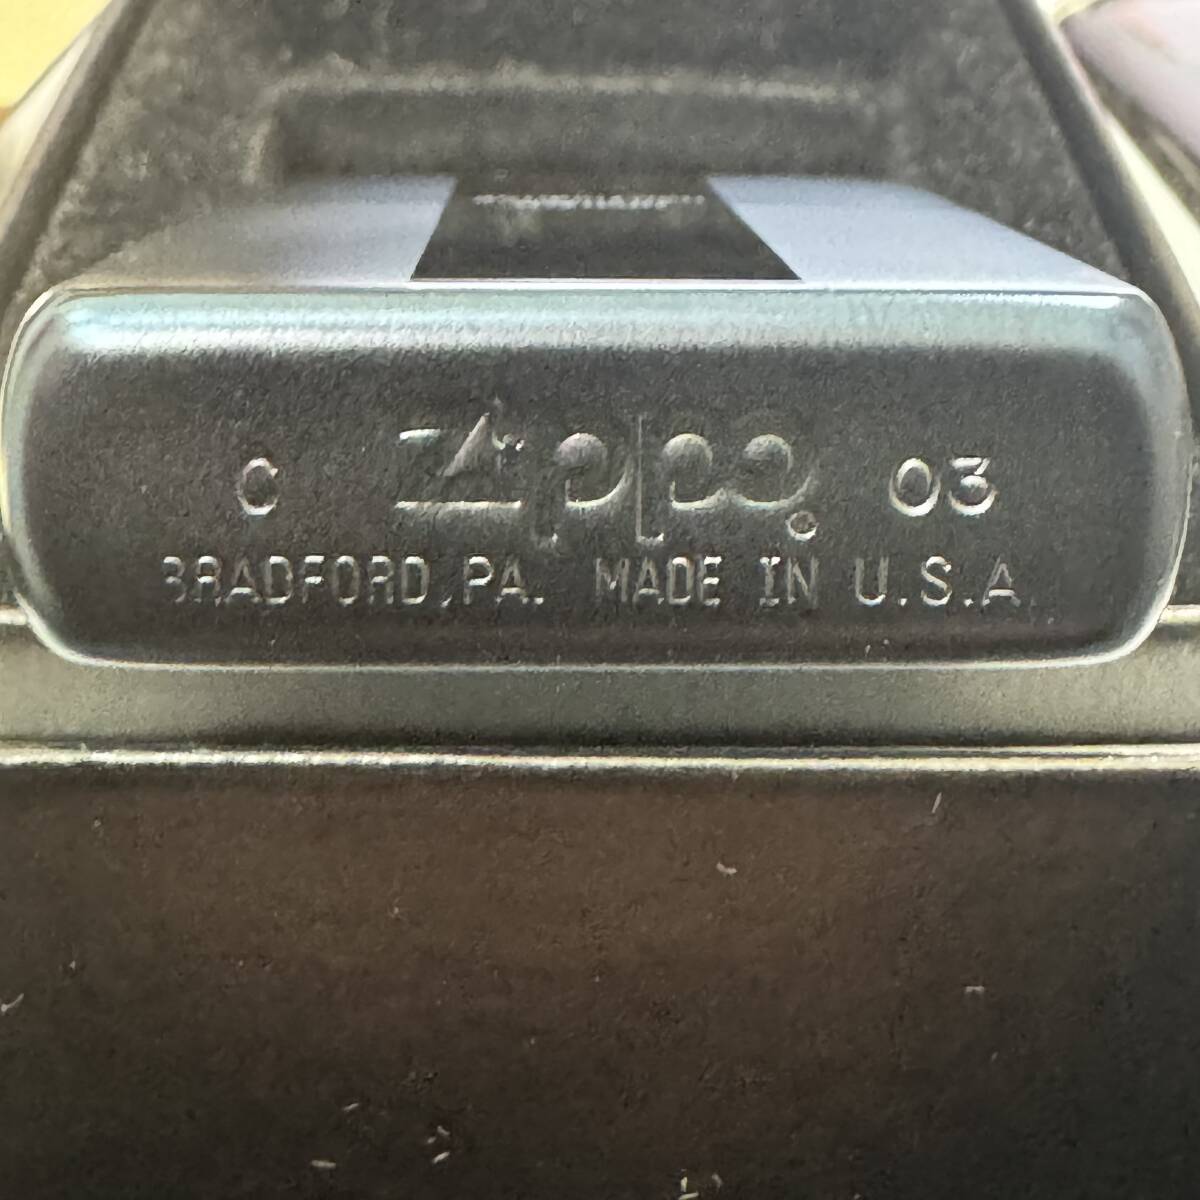 C Zippo 03
BRADFORD, PA. MADE IN U.S.A.